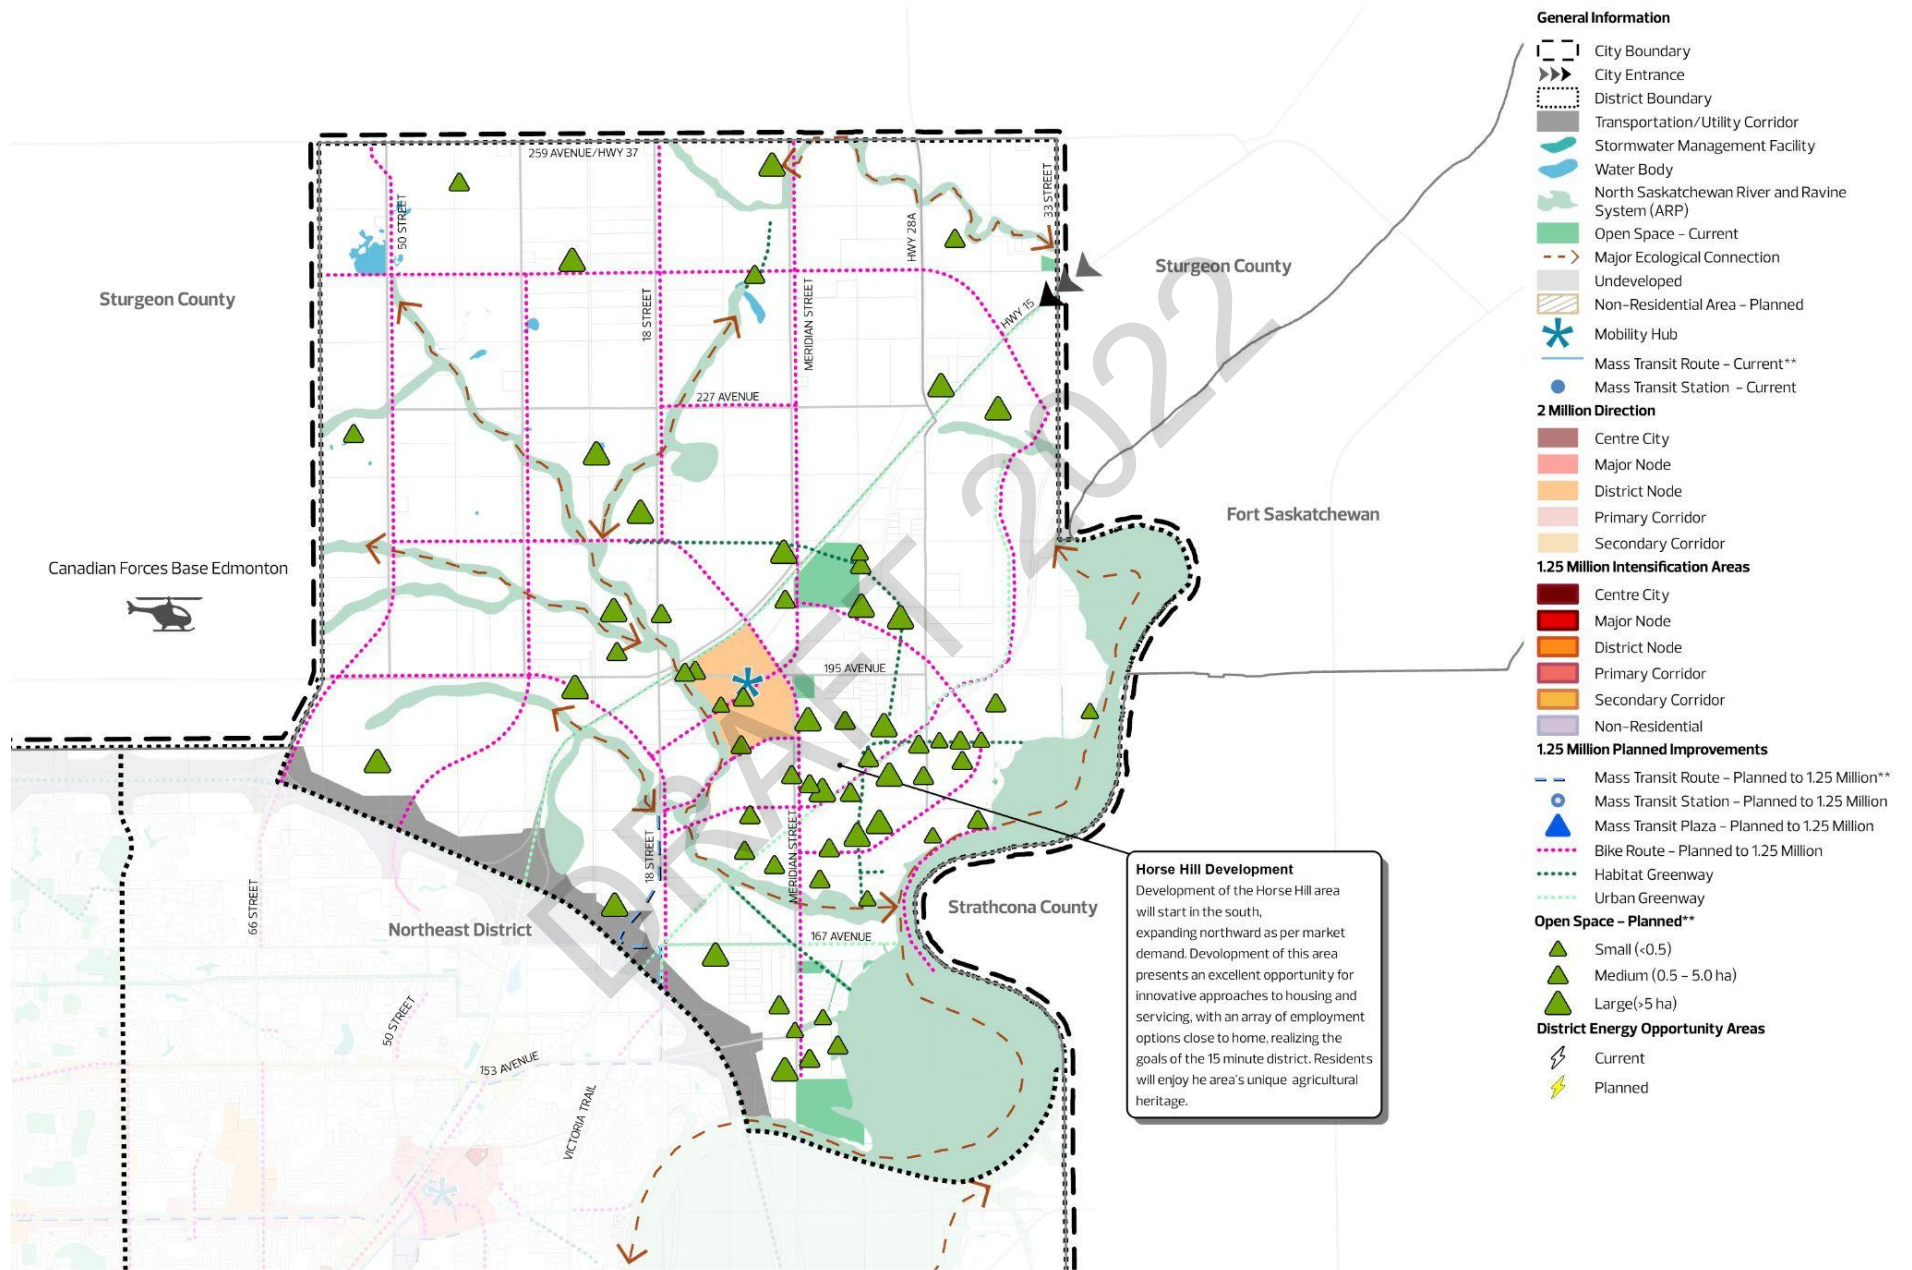 259 AVENUE/HWY 37
50 STREET
33 STREET
HWY 28A
Sturgeon County
Sturgeon County
18 STREET
MERIDIAN STREET
HWY 15
227 AVENUE
Fort Saskatchewan
Canadian Forces Base Edmonton
195 AVENUE
DRAFT 2022
18 STREET
MERIDIAN STREET
66 STREET
Northeast District
Strathcona County
167 AVENUE
50 STREET
153 AVENUE
VICTORIA TRAIL
Horse Hill Development
Development of the Horse Hill area
will start in the south,
expanding northward as per market
demand. Devolopment of this area
presents an excellent opportunity for
innovative approaches to housing and
servicing, with an array of employment
options close to home, realizing the
goals of the 15 minute district. Residents
will enjoy he area's unique agricultural
heritage.
General Information
City Boundary
City Entrance
District Boundary
Transportation/Utility Corridor
Stormwater Management Facility
Water Body
North Saskatchewan River and Ravine
System (ARP)
Open Space - Current
Major Ecological Connection
Undeveloped
Non-Residential Area - Planned
Mobility Hub
Mass Transit Route - Current**
Mass Transit Station - Current
2 Million Direction
Centre City
Major Node
District Node
Primary Corridor
Secondary Corridor
1.25 Million Intensification Areas
Centre City
Major Node
District Node
Primary Corridor
Secondary Corridor
Non-Residential
1.25 Million Planned Improvements
Mass Transit Route - Planned to 1.25 Million**
Mass Transit Station - Planned to 1.25 Million
Mass Transit Plaza - Planned to 1.25 Million
Bike Route - Planned to 1.25 Million
Habitat Greenway
Urban Greenway
Open Space - Planned**
Small (<0.5)
Medium (0.5 - 5.0 ha)
Large(>5 ha)
District Energy Opportunity Areas
Current
Planned